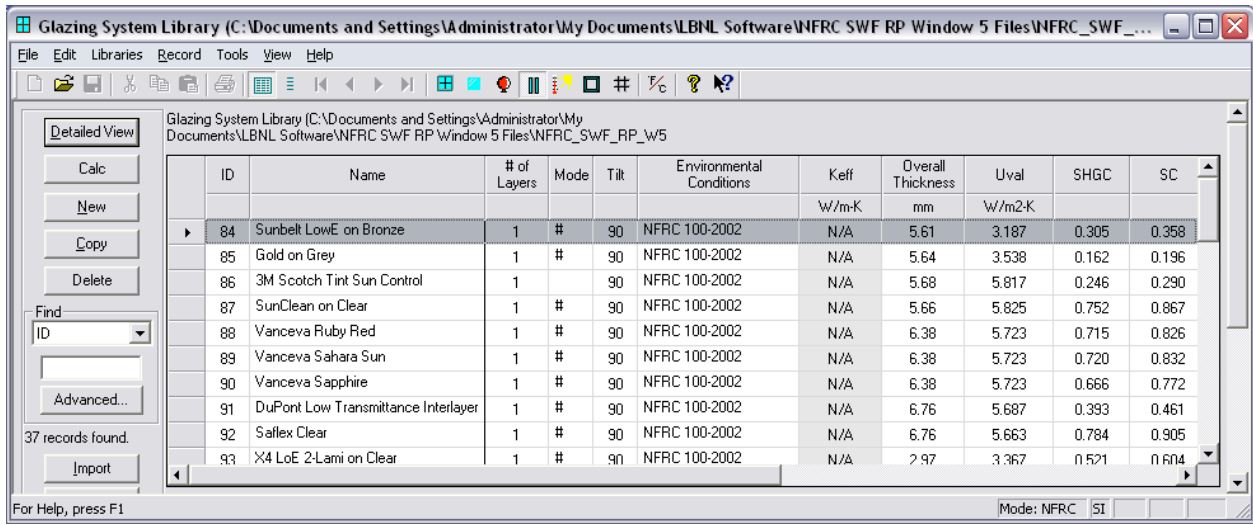 Glazing System Library (C:\Documents and Settings\Administrator\My Documents\LBNL Software\NFRC SWF RP Window 5 Files\NFRC_SWF_...
File Edit Libraries Record Tools View Help
Detailed View
Calc
New
Copy
Delete
Find
ID
Advanced...
37 records found.
Import
Glazing System Library (C:\Documents and Settings\Administrator\My
Documents\LBNL Software\NFRC SWF RP Window 5 Files\NFRC_SWF_RP_W5
ID Name # of Layers Mode Tilt Environmental Conditions Keff Overall Thickness Uval SHGC SC
W/m-K mm W/m2-K
84 Sunbelt LowE on Bronze 1 # 90 NFRC 100-2002 N/A 5.61 3.187 0.305 0.358
85 Gold on Grey 1 # 90 NFRC 100-2002 N/A 5.64 3.538 0.162 0.196
86 3M Scotch Tint Sun Control 1 90 NFRC 100-2002 N/A 5.68 5.817 0.246 0.290
87 SunClean on Clear 1 # 90 NFRC 100-2002 N/A 5.66 5.825 0.752 0.867
88 Vanceva Ruby Red 1 # 90 NFRC 100-2002 N/A 6.38 5.723 0.715 0.826
89 Vanceva Sahara Sun 1 # 90 NFRC 100-2002 N/A 6.38 5.723 0.720 0.832
90 Vanceva Sapphire 1 # 90 NFRC 100-2002 N/A 6.38 5.723 0.666 0.772
91 DuPont Low Transmittance Interlayer 1 # 90 NFRC 100-2002 N/A 6.76 5.687 0.393 0.461
92 Saflex Clear 1 # 90 NFRC 100-2002 N/A 6.76 5.663 0.784 0.905
93 X4 LoE 2-Lami on Clear 1 # 90 NFRC 100-2002 N/A 2.97 3.367 0.521 0.604
For Help, press F1
Mode: NFRC SI